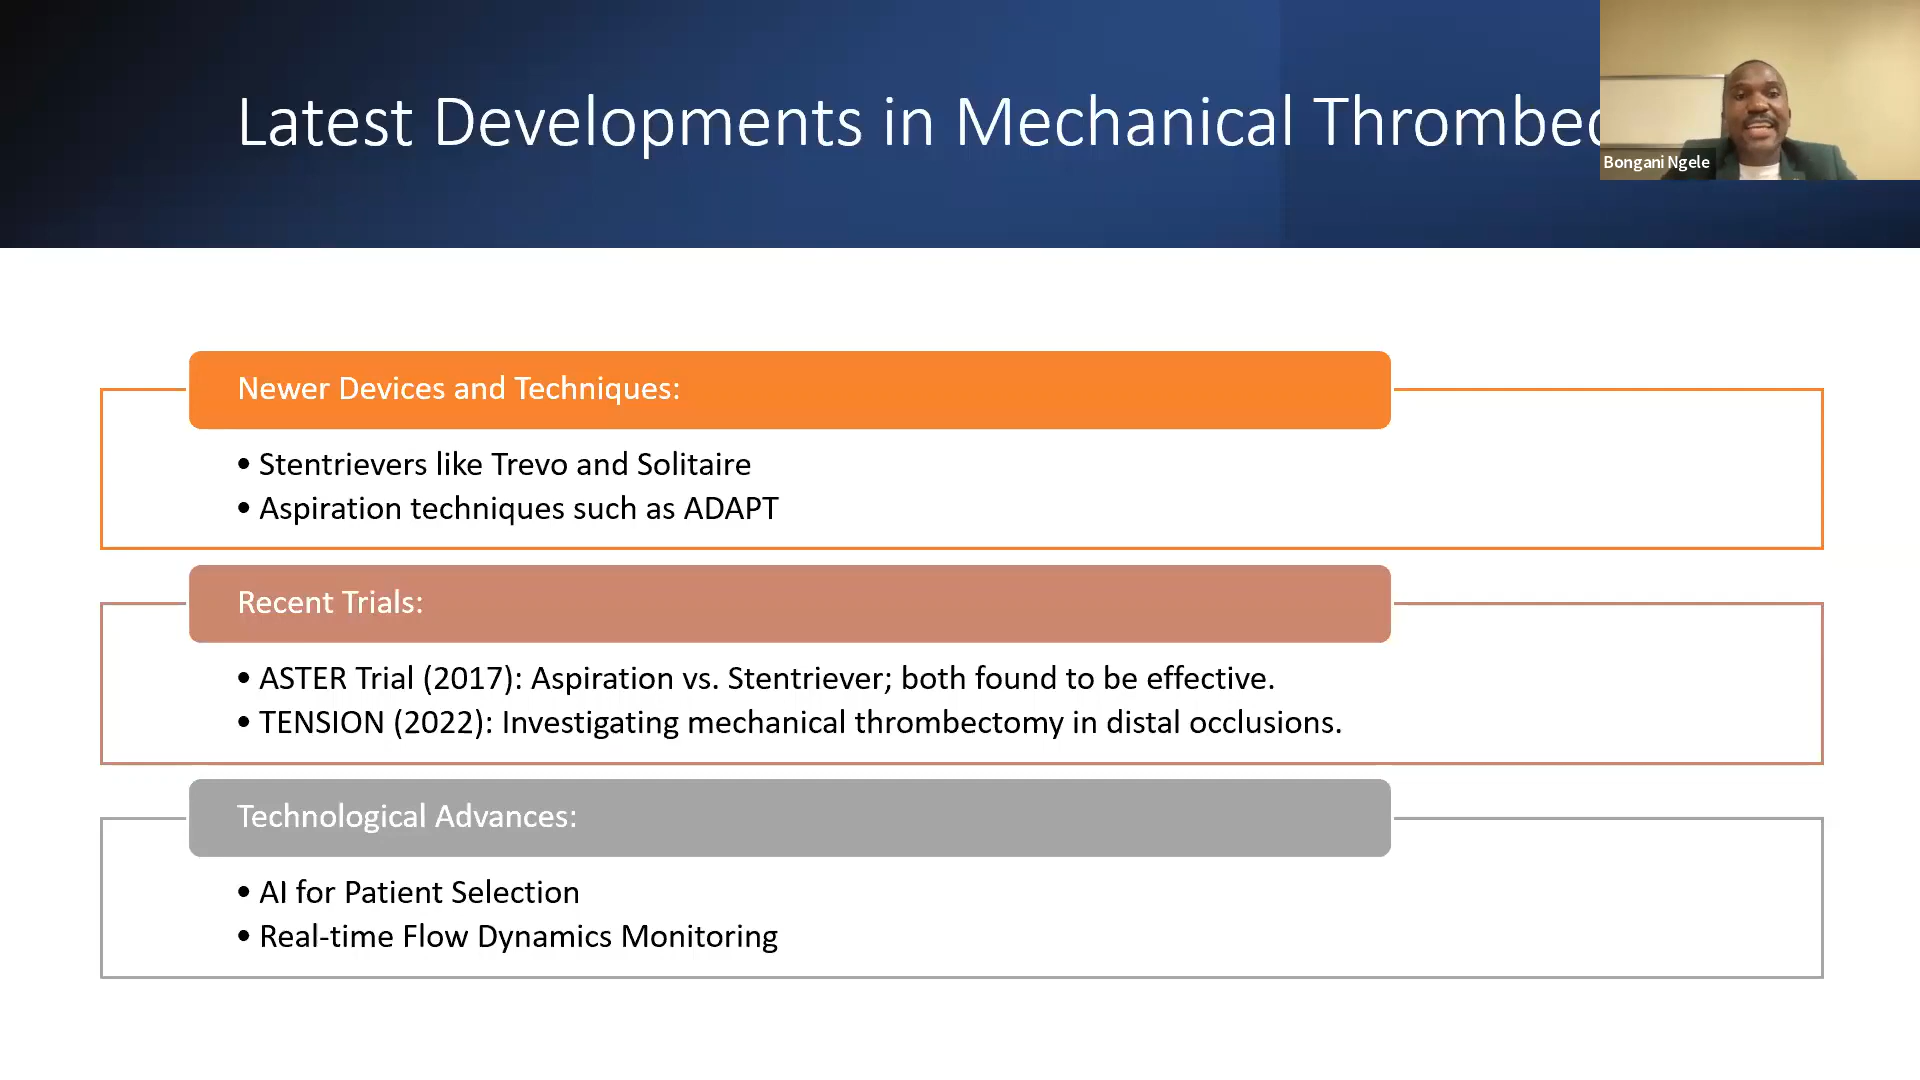 Latest Developments in Mechanical Thrombec
Bongani Ngele
Newer Devices and Techniques:
• Stentrievers like Trevo and Solitaire
• Aspiration techniques such as ADAPT
Recent Trials:
• ASTER Trial (2017): Aspiration vs. Stentriever; both found to be effective.
• TENSION (2022): Investigating mechanical thrombectomy in distal occlusions.
Technological Advances:
• AI for Patient Selection
• Real-time Flow Dynamics Monitoring